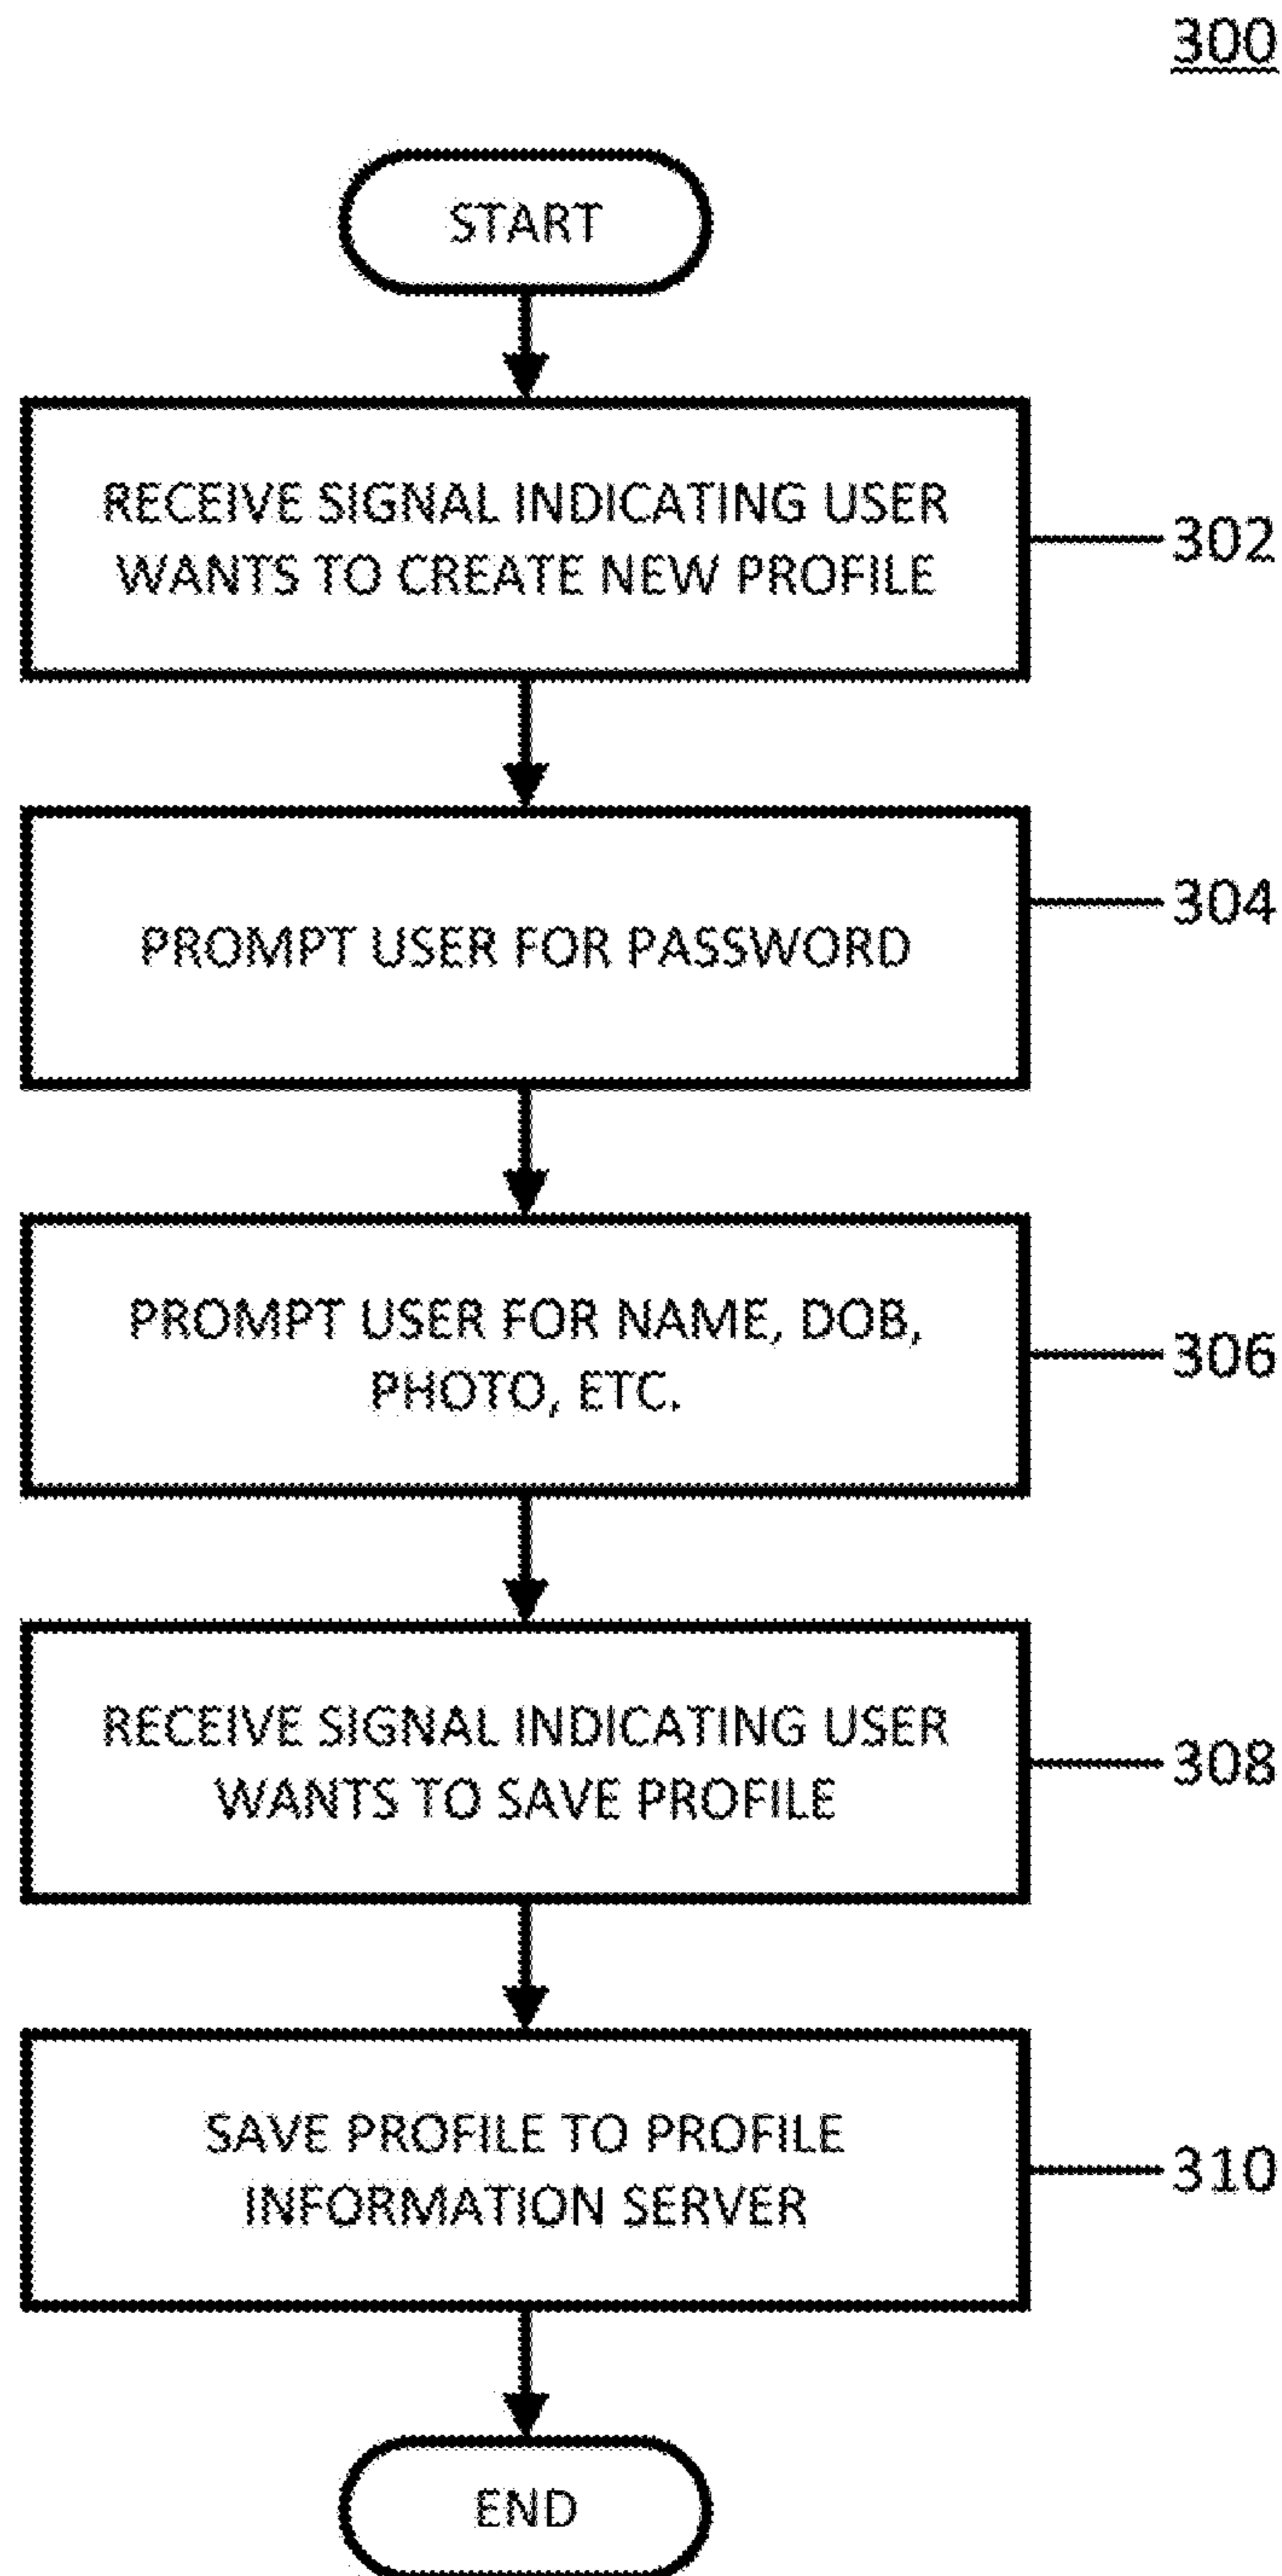 300
START
RECEIVE SIGNAL INDICATING USER
WANTS TO CREATE NEW PROFILE
302
PROMPT USER FOR PASSWORD
304
PROMPT USER FOR NAME, DOB,
PHOTO, ETC.
306
RECEIVE SIGNAL INDICATING USER
WANTS TO SAVE PROFILE
308
SAVE PROFILE TO PROFILE
INFORMATION SERVER
310
END